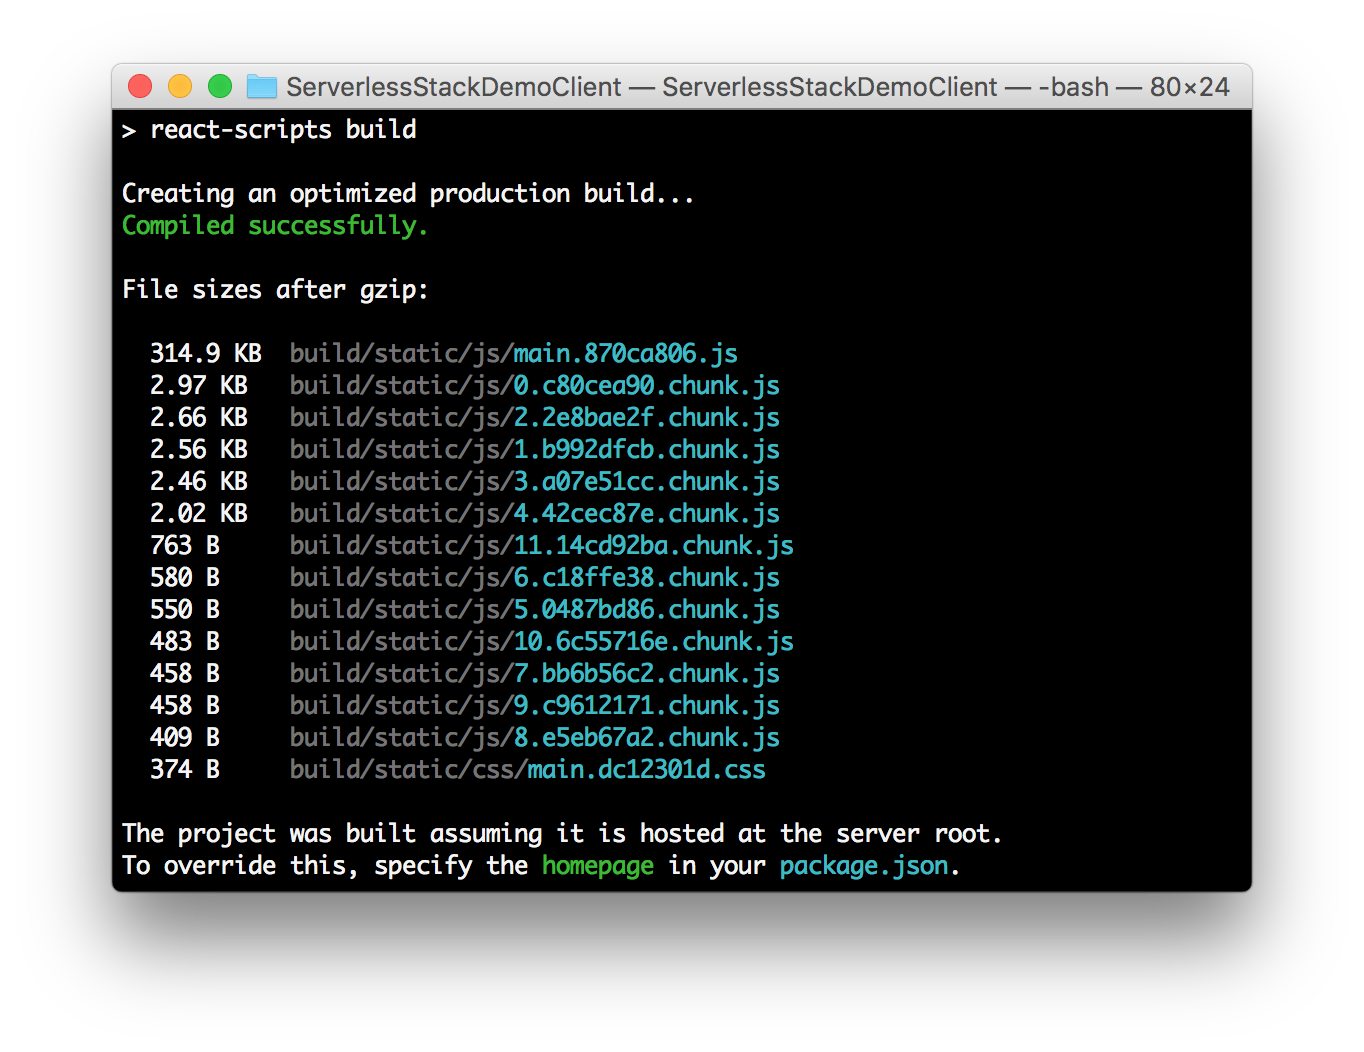 ServerlessStackDemoClient — ServerlessStackDemoClient — -bash — 80×24
> react-scripts build
Creating an optimized production build...
Compiled successfully.
File sizes after gzip:
314.9 KB build/static/js/main.870ca806.js
2.97 KB build/static/js/0.c80cea90.chunk.js
2.66 KB build/static/js/2.2e8bae2f.chunk.js
2.56 KB build/static/js/1.b992dfcb.chunk.js
2.46 KB build/static/js/3.a07e51cc.chunk.js
2.02 KB build/static/js/4.42cec87e.chunk.js
763 B build/static/js/11.14cd92ba.chunk.js
580 B build/static/js/6.c18ffe38.chunk.js
550 B build/static/js/5.0487bd86.chunk.js
483 B build/static/js/10.6c55716e.chunk.js
458 B build/static/js/7.bb6b56c2.chunk.js
458 B build/static/js/9.c9612171.chunk.js
409 B build/static/js/8.e5eb67a2.chunk.js
374 B build/static/css/main.dc12301d.css
The project was built assuming it is hosted at the server root.
To override this, specify the homepage in your package.json.